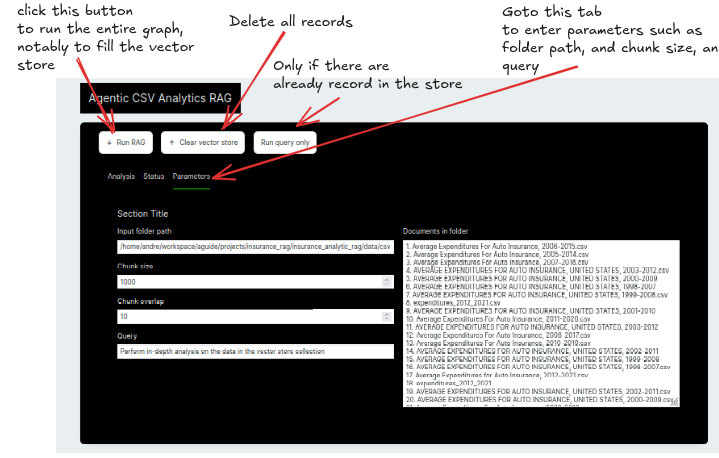 click this button
to run the entire graph,
notably to fill the vector
store
Delete all records
Only if there are
already record in the store
Goto this tab
to enter parameters such as
folder path, and chunk size, an
query
Agentic CSV Analytics RAG
Run RAG
Clear vector store
Run query only
Analysis Status Parameters
Section Title
Input folder path
/home/andre/workspace/aguide/projects/insurance_rag/insurance_analytic_rag/data/csv
Chunk size
1000
Chunk overlap
10
Query
Perform in-depth analysis on the data in the vector store collection
Documents in folder
1. Average Expenditures For Auto Insurance, 2006-2015.csv
2. Average Expenditures For Auto Insurance, 2005-2014.csv
3. Average Expenditures For Auto Insurance, 2007-2016.csv
4. AVERAGE EXPENDITURES FOR AUTO INSURANCE, UNITED STATES, 2003-2012.csv
5. AVERAGE EXPENDITURES FOR AUTO INSURANCE, UNITED STATES, 2000-2009
6. AVERAGE EXPENDITURES FOR AUTO INSURANCE, UNITED STATES, 1998-2007
7. AVERAGE EXPENDITURES FOR AUTO INSURANCE, UNITED STATES, 1999-2008.csv
8. expenditures_2012_2021.csv
9. AVERAGE EXPENDITURES FOR AUTO INSURANCE, UNITED STATES, 2001-2010
10. Average Expenditures For Auto Insurance, 2011-2020.csv
11. AVERAGE EXPENDITURES FOR AUTO INSURANCE, UNITED STATES, 2003-2012
12. Average Expenditures For Auto Insurance, 2008-2017.csv
13. Average Expenditures For Auto Insurance, 2010-2019.csv
14. AVERAGE EXPENDITURES FOR AUTO INSURANCE, UNITED STATES, 2002-2011
15. AVERAGE EXPENDITURES FOR AUTO INSURANCE, UNITED STATES, 1999-2008
16. AVERAGE EXPENDITURES FOR AUTO INSURANCE, UNITED STATES, 1998-2007.csv
17. Average Expenditures for Auto Insurance, 2012-2021.csv
18. expenditures_2012_2021
19. AVERAGE EXPENDITURES FOR AUTO INSURANCE, UNITED STATES, 2002-2011.csv
20. AVERAGE EXPENDITURES FOR AUTO INSURANCE, UNITED STATES, 2000-2009.csv